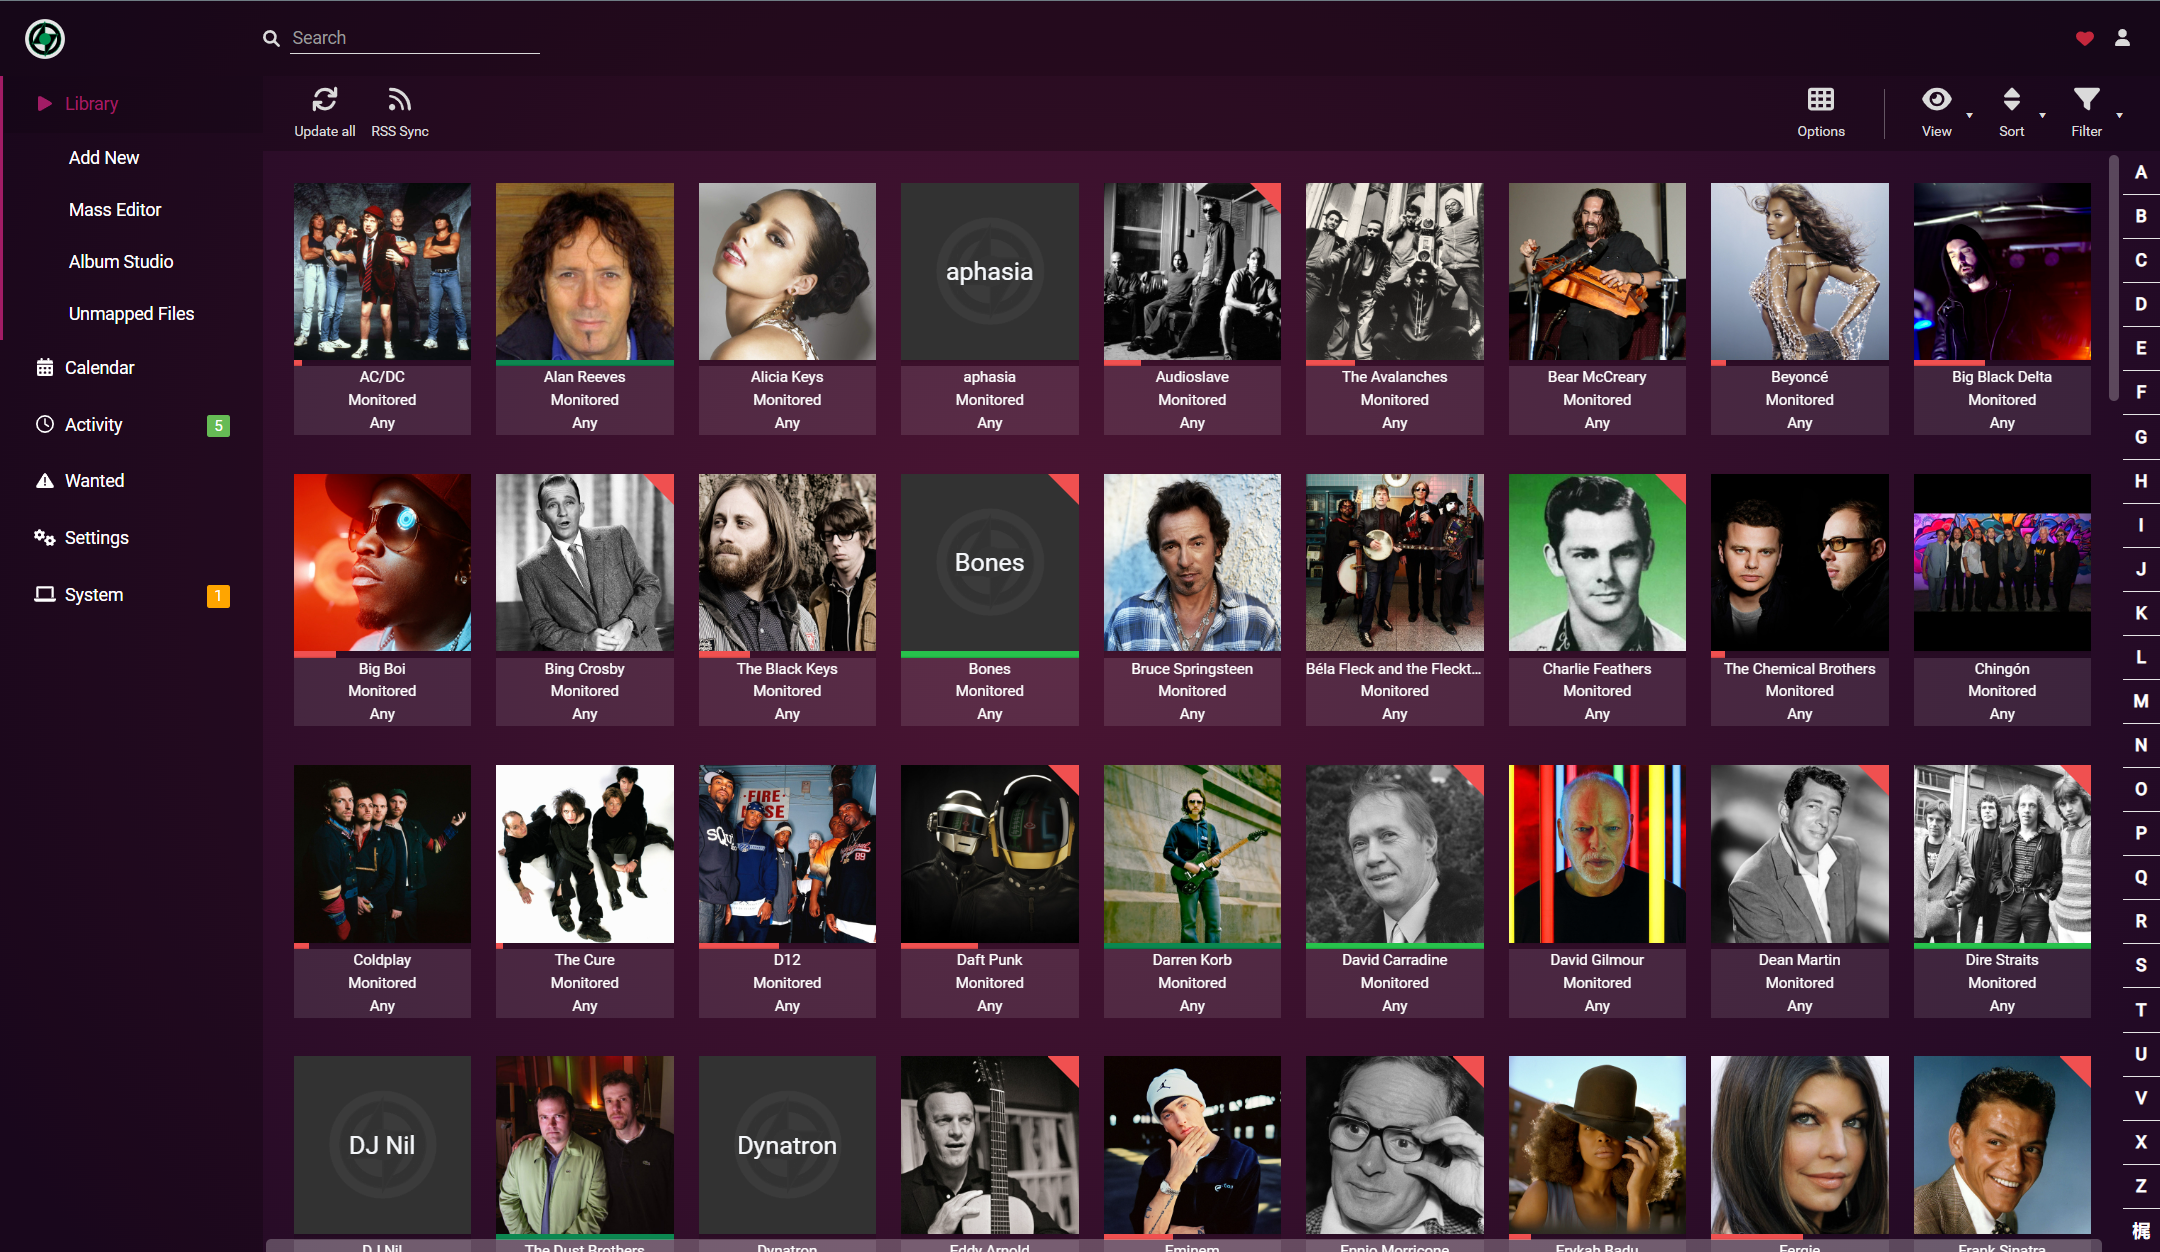 Search
Library
Add New
Mass Editor
Album Studio
Unmapped Files
Calendar
Activity 5
Wanted
Settings
System 1
Update all RSS Sync Options View Sort Filter
aphasia
AC/DC Alan Reeves Alicia Keys aphasia Audioslave The Avalanches Bear McCreary Beyoncé Big Black Delta
Monitored Monitored Monitored Monitored Monitored Monitored Monitored Monitored Monitored
Any Any Any Any Any Any Any Any Any
Bones
Big Boi Bing Crosby The Black Keys Bones Bruce Springsteen Béla Fleck and the Fleckt... Charlie Feathers The Chemical Brothers Chingón
Monitored Monitored Monitored Monitored Monitored Monitored Monitored Monitored Monitored
Any Any Any Any Any Any Any Any Any
FIRE
Coldplay The Cure D12 Daft Punk Darren Korb David Carradine David Gilmour Dean Martin Dire Straits
Monitored Monitored Monitored Monitored Monitored Monitored Monitored Monitored Monitored
Any Any Any Any Any Any Any Any Any
DJ Nil Dynatron
DJ Nil The Dust Brothers Dynatron Eddy Arnold Eminem Ennio Morricone Erykah Badu Fergie Frank Sinatra
A
B
C
D
E
F
G
H
I
J
K
L
M
N
O
P
Q
R
S
T
U
V
X
Z
梶